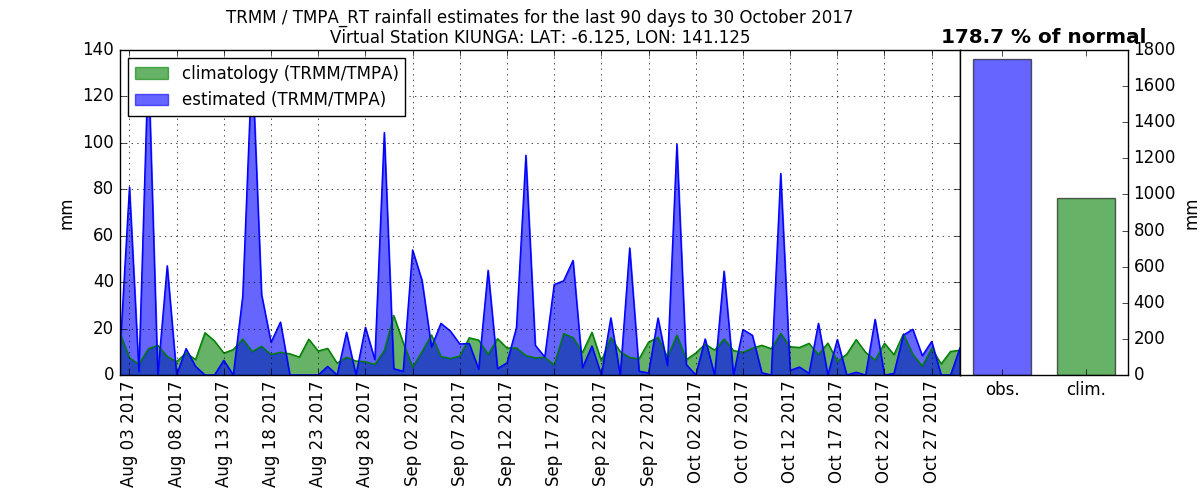 TRMM / TMPA_RT rainfall estimates for the last 90 days to 30 October 2017
Virtual Station KIUNGA: LAT: -6.125, LON: 141.125
178.7 % of normal
climatology (TRMM/TMPA)
estimated (TRMM/TMPA)
140
120
100
80
60
40
20
0
mm
Aug 03 2017
Aug 08 2017
Aug 13 2017
Aug 18 2017
Aug 23 2017
Aug 28 2017
Sep 02 2017
Sep 07 2017
Sep 12 2017
Sep 17 2017
Sep 22 2017
Sep 27 2017
Oct 02 2017
Oct 07 2017
Oct 12 2017
Oct 17 2017
Oct 22 2017
Oct 27 2017
1800
1600
1400
1200
1000
800
600
400
200
0
mm
obs.
clim.